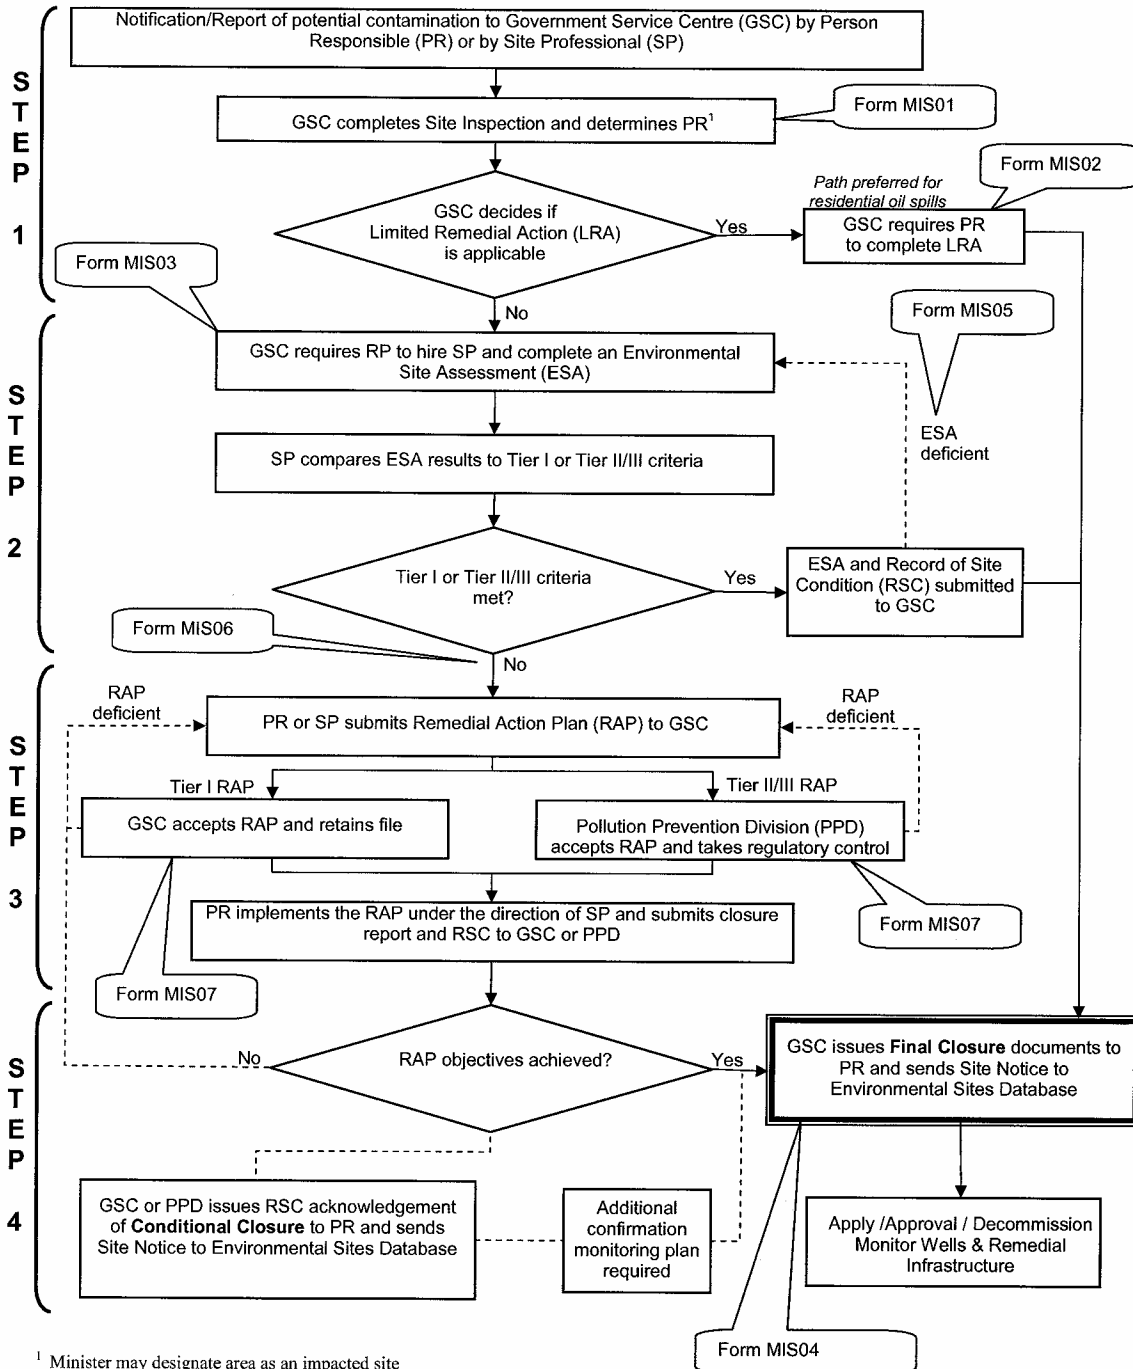 Notification/Report of potential contamination to Government Service Centre (GSC) by Person
Responsible (PR) or by Site Professional (SP)
STEP
1
GSC completes Site Inspection and determines PR¹
Form MIS01
GSC decides if
Limited Remedial Action (LRA)
is applicable
Yes
Path preferred for
residential oil spills
Form MIS02
GSC requires PR
to complete LRA
No
Form MIS03
STEP
2
GSC requires RP to hire SP and complete an Environmental
Site Assessment (ESA)
Form MIS05
ESA
deficient
SP compares ESA results to Tier I or Tier II/III criteria
Tier I or Tier II/III criteria
met?
Yes
ESA and Record of Site
Condition (RSC) submitted
to GSC
Form MIS06
No
STEP
3
RAP
deficient
PR or SP submits Remedial Action Plan (RAP) to GSC
RAP
deficient
Tier I RAP
Tier II/III RAP
GSC accepts RAP and retains file
Pollution Prevention Division (PPD)
accepts RAP and takes regulatory control
PR implements the RAP under the direction of SP and submits closure
report and RSC to GSC or PPD
Form MIS07
Form MIS07
STEP
4
No
RAP objectives achieved?
Yes
GSC issues Final Closure documents to
PR and sends Site Notice to
Environmental Sites Database
GSC or PPD issues RSC acknowledgement
of Conditional Closure to PR and sends
Site Notice to Environmental Sites Database
Additional
confirmation
monitoring plan
required
Apply /Approval / Decommission
Monitor Wells & Remedial
Infrastructure
Form MIS04
¹ Minister may designate area as an impacted site